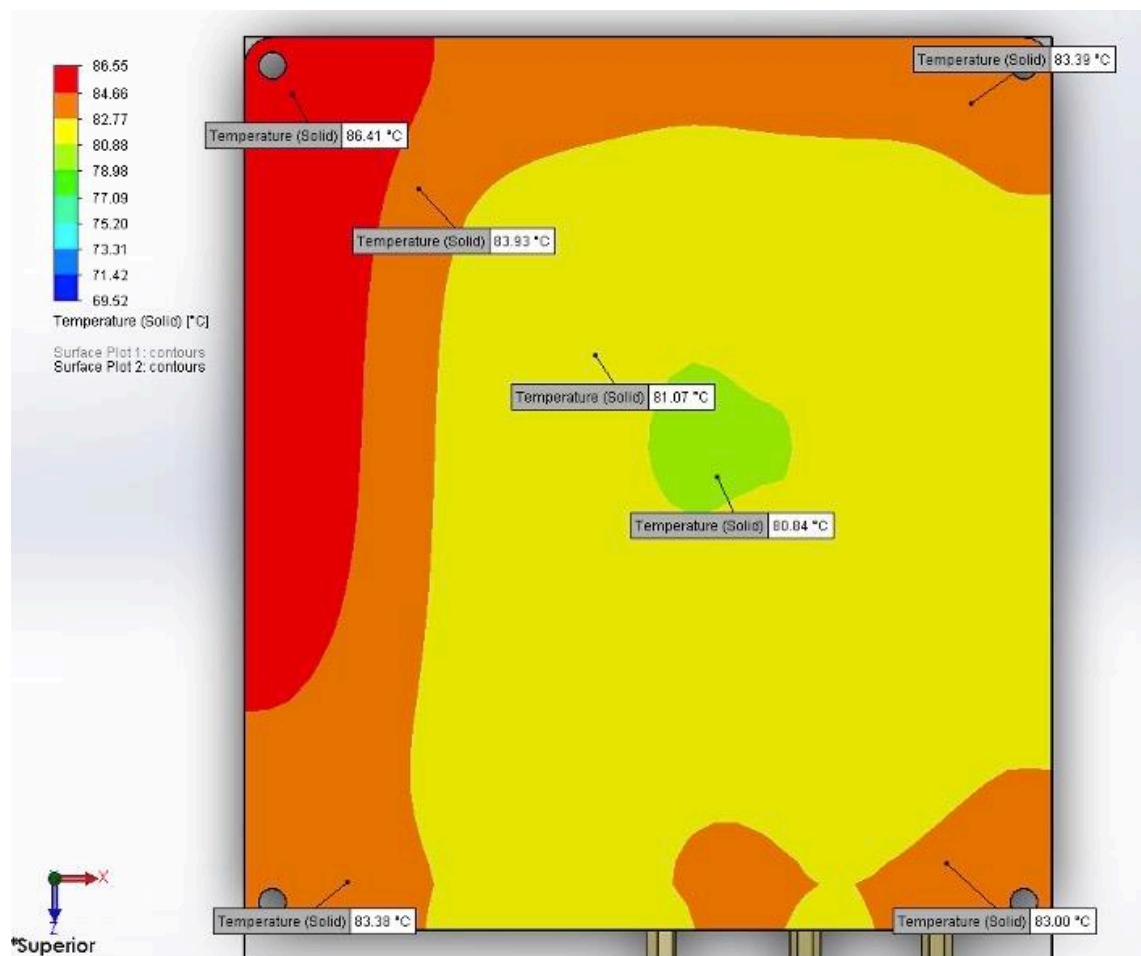 86.55
84.66
82.77
80.88
78.98
77.09
75.20
73.31
71.42
69.52
Temperature (Solid) [°C]
Surface Plot 1: contours
Surface Plot 2: contours
Temperature (Solid) 83.39 °C
Temperature (Solid) 86.41 °C
Temperature (Solid) 83.93 °C
Temperature (Solid) 81.07 °C
Temperature (Solid) 80.84 °C
Temperature (Solid) 83.38 °C
Temperature (Solid) 83.00 °C
X
Z
*Superior